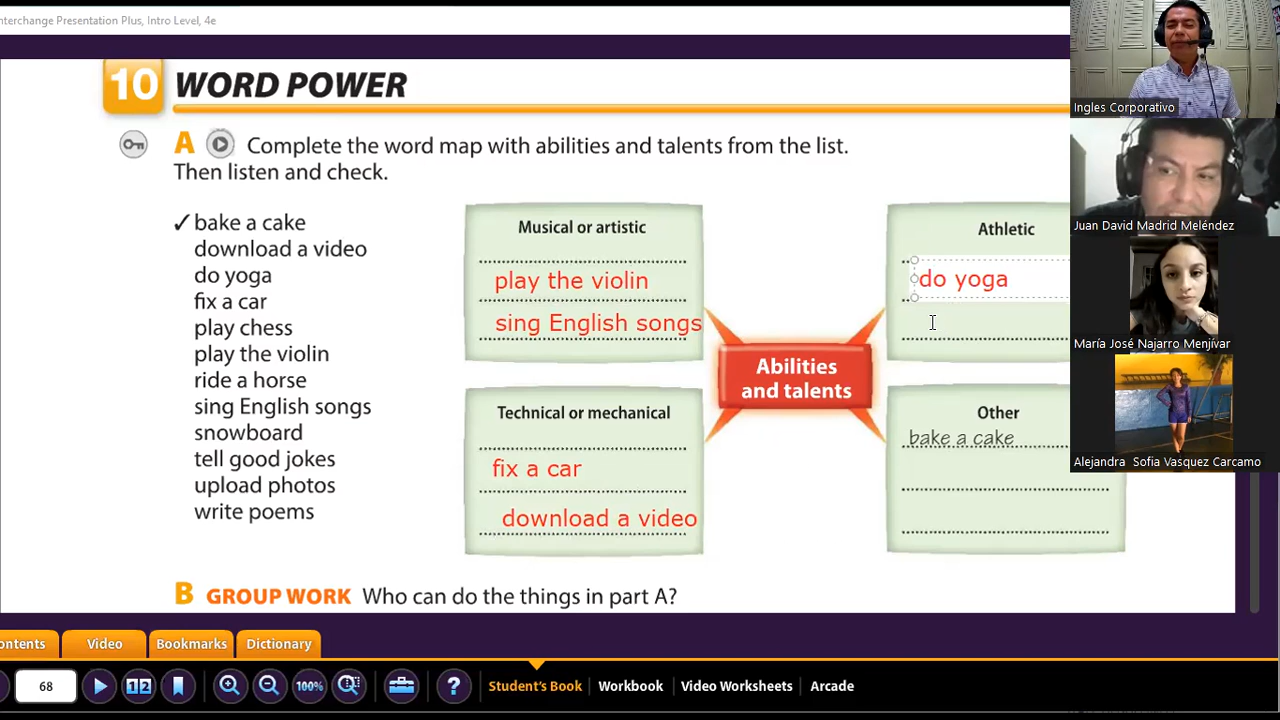 nterchange Presentation Plus, Intro Level, 4e
10 WORD POWER
A Complete the word map with abilities and talents from the list.
Then listen and check.
✓ bake a cake
download a video
do yoga
fix a car
play chess
play the violin
ride a horse
sing English songs
snowboard
tell good jokes
upload photos
write poems
Musical or artistic
play the violin
sing English songs
Athletic
do yoga
Abilities
and talents
Technical or mechanical
fix a car
download a video
Other
bake a cake
B GROUP WORK Who can do the things in part A?
Ingles Corporativo
Juan David Madrid Meléndez
María José Najarro Menjívar
Alejandra Sofia Vasquez Carcamo
ontents Video Bookmarks Dictionary
68 12 100% ? Student's Book Workbook Video Worksheets Arcade